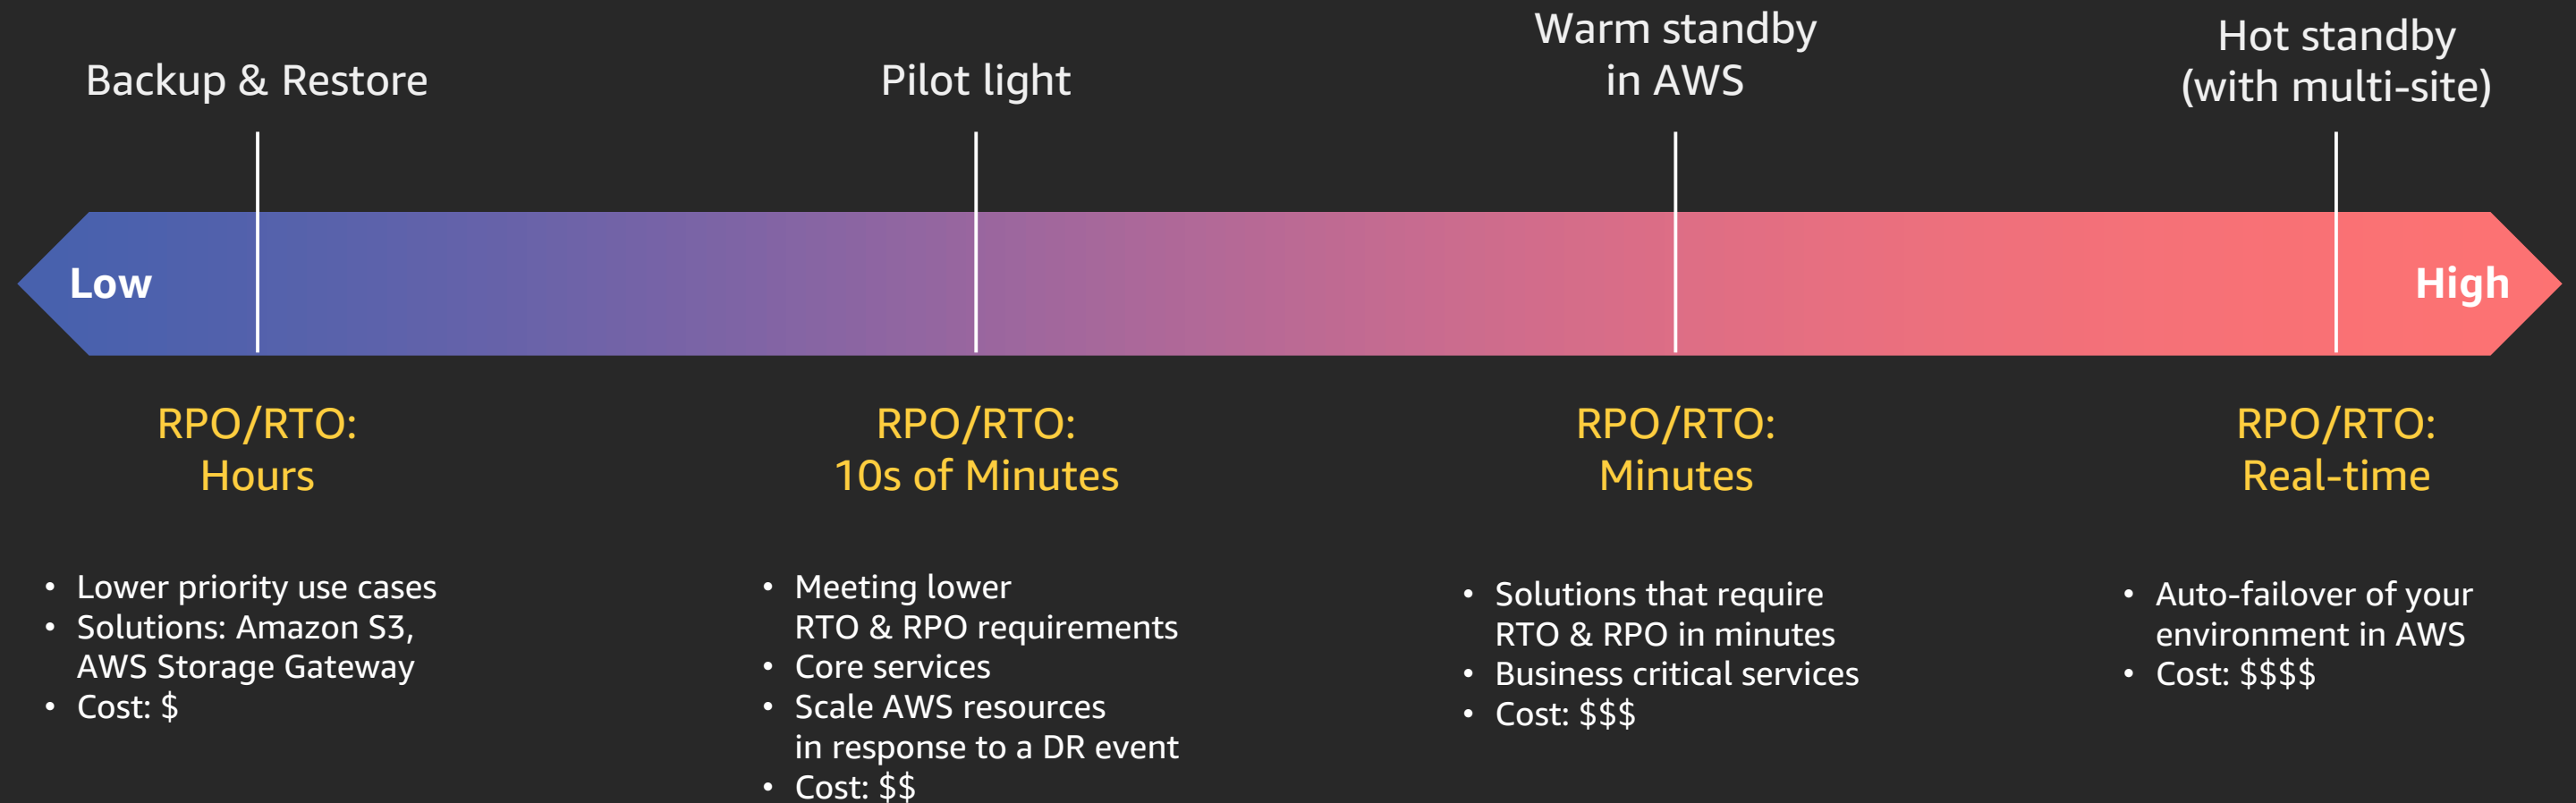 Backup & Restore
Pilot light
Warm standby
in AWS
Hot standby
(with multi-site)
Low
High
RPO/RTO:
Hours
RPO/RTO:
10s of Minutes
RPO/RTO:
Minutes
RPO/RTO:
Real-time
• Lower priority use cases
• Solutions: Amazon S3,
AWS Storage Gateway
• Cost: $
• Meeting lower
RTO & RPO requirements
• Core services
• Scale AWS resources
in response to a DR event
• Cost: $$
• Solutions that require
RTO & RPO in minutes
• Business critical services
• Cost: $$$
• Auto-failover of your
environment in AWS
• Cost: $$$$